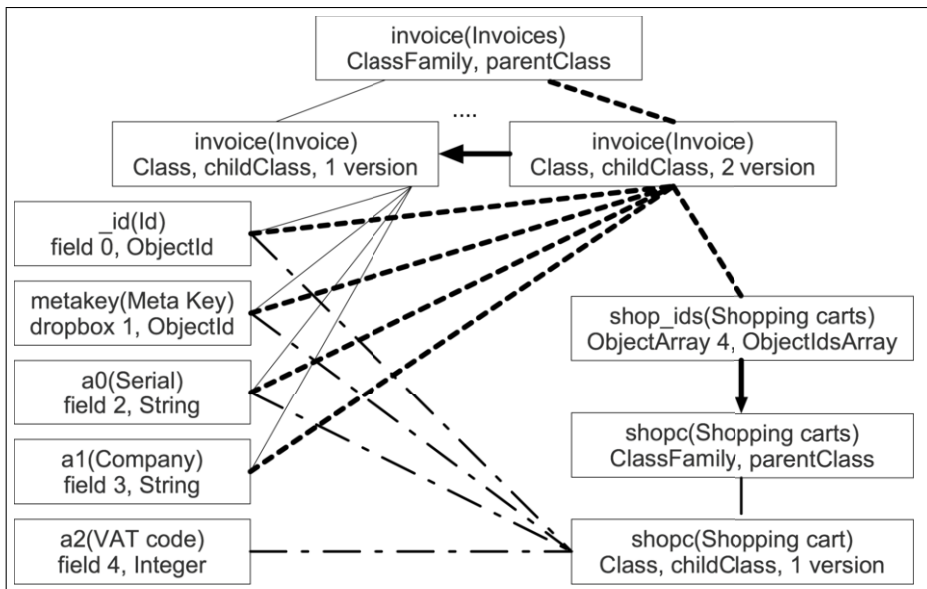 invoice(Invoices)
ClassFamily, parentClass
....
invoice(Invoice)
Class, childClass, 1 version
invoice(Invoice)
Class, childClass, 2 version
_id(Id)
field 0, ObjectId
metakey(Meta Key)
dropbox 1, ObjectId
a0(Serial)
field 2, String
a1(Company)
field 3, String
a2(VAT code)
field 4, Integer
shop_ids(Shopping carts)
ObjectArray 4, ObjectIdsArray
shopc(Shopping carts)
ClassFamily, parentClass
shopc(Shopping cart)
Class, childClass, 1 version